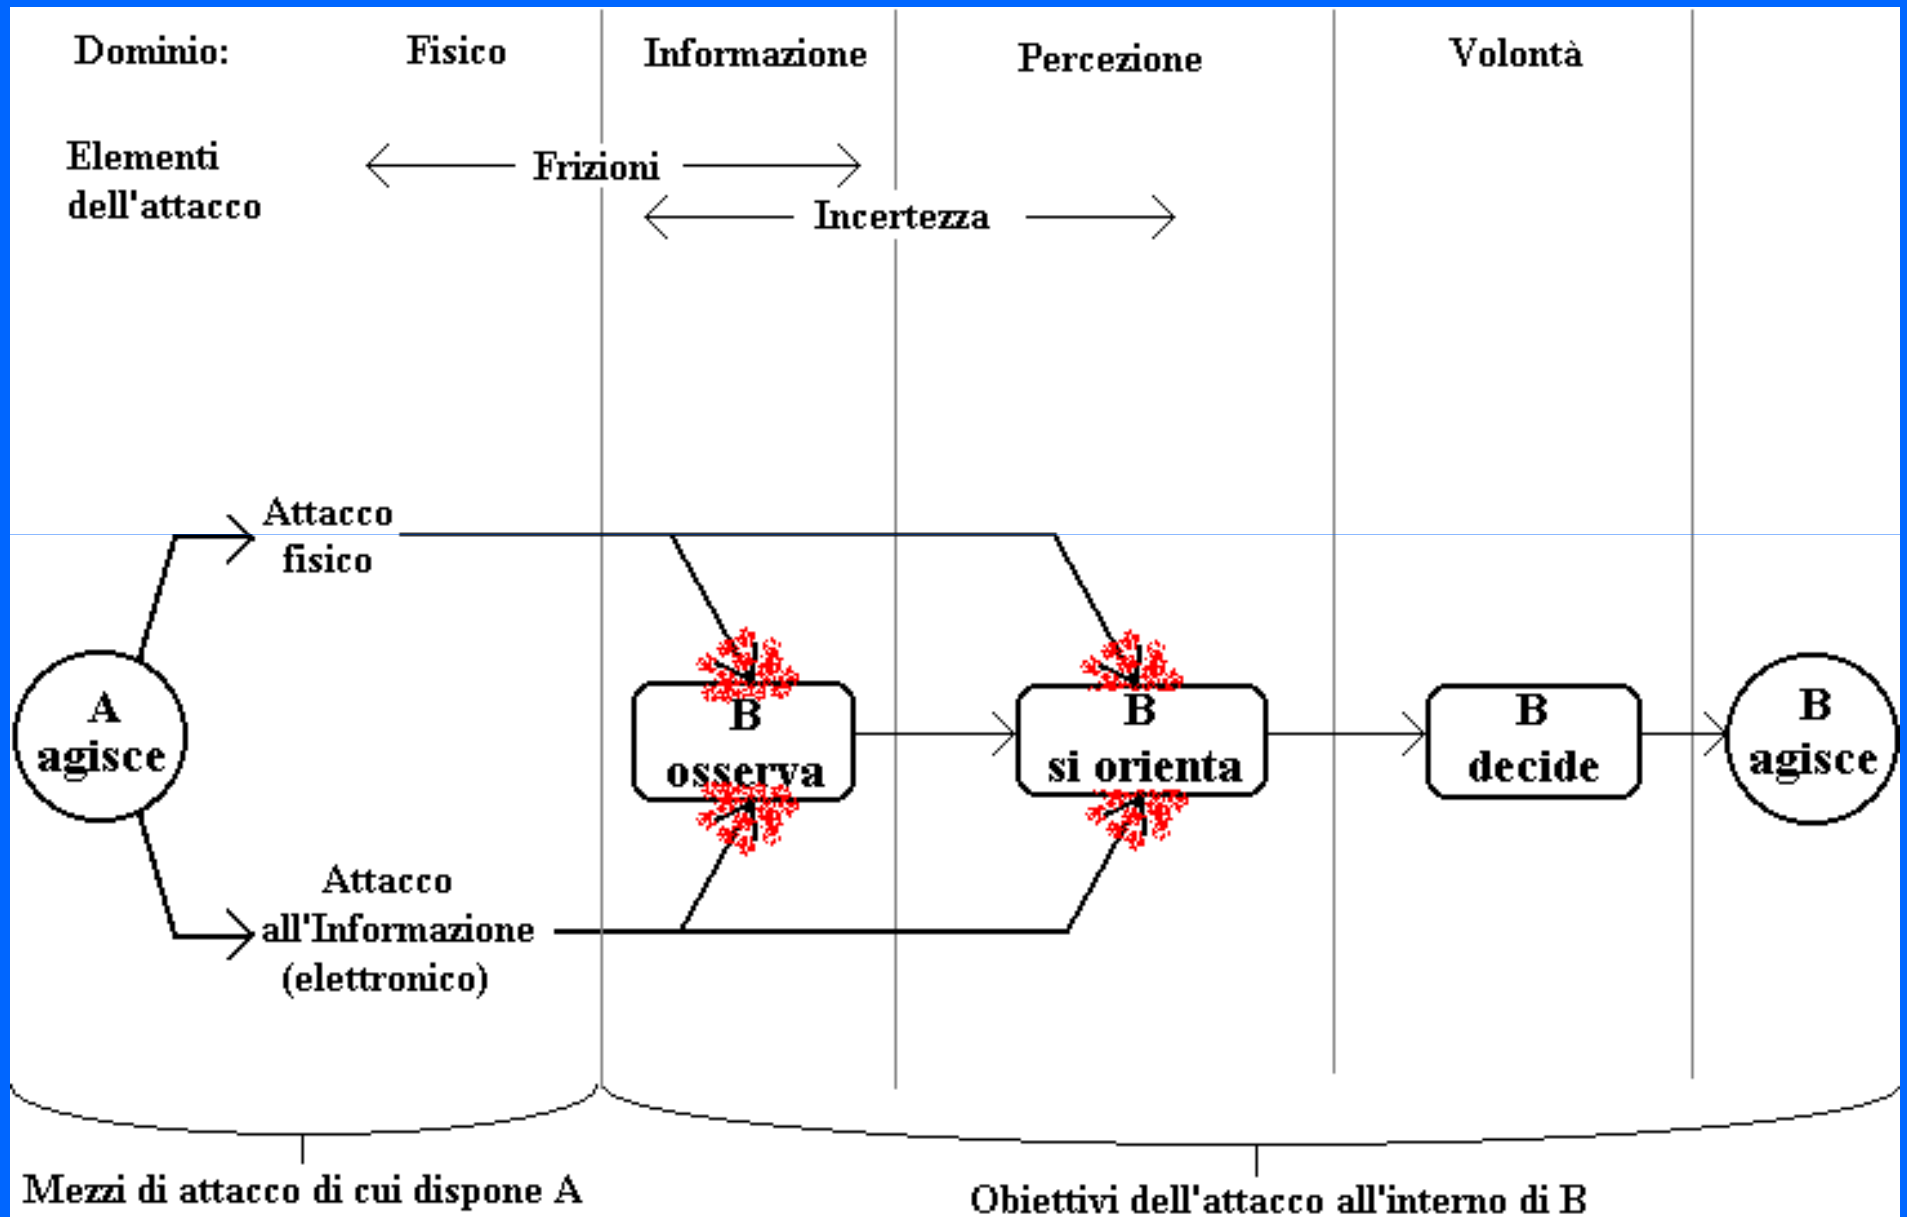 Dominio:
Fisico
Informazione
Percezione
Volontà
Elementi
dell'attacco
Frizioni
Incertezza
Attacco
fisico
A
agisce
B
osserva
B
si orienta
B
decide
B
agisce
Attacco
all'Informazione
(elettronico)
Mezzi di attacco di cui dispone A
Obiettivi dell'attacco all'interno di B